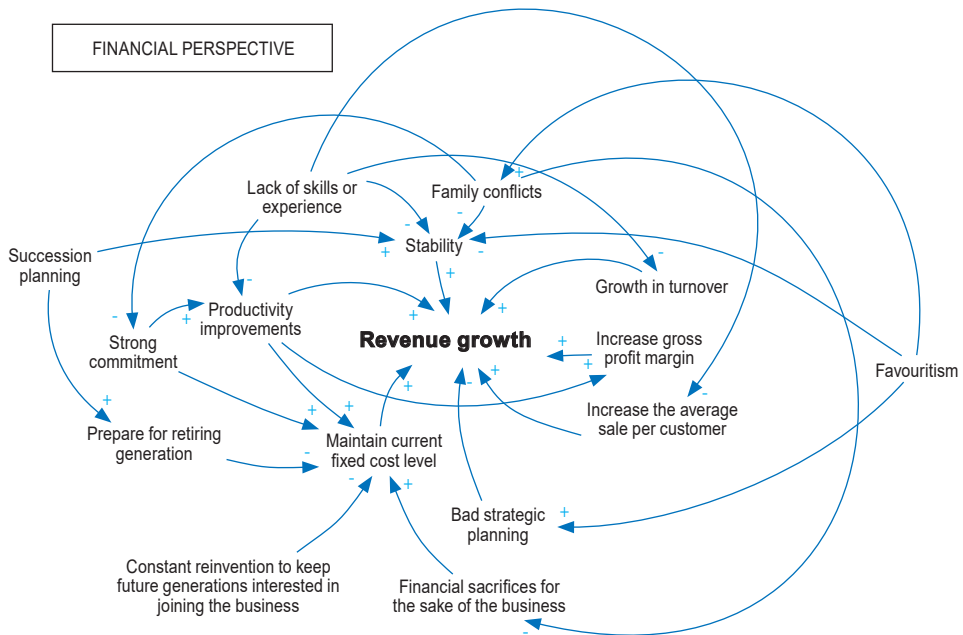 FINANCIAL PERSPECTIVE
Lack of skills or
experience
Family conflicts
+
-
-
-
Stability
+
-
+
Succession
planning
-
Growth in turnover
-
Productivity
improvements
+
+
-
+
Strong
commitment
Revenue growth
+
Increase gross
profit margin
+
Favouritism
+
-
+
-
Increase the average
sale per customer
+
Prepare for retiring
generation
+
+
Maintain current
fixed cost level
-
-
+
Bad strategic
planning
+
Constant reinvention to keep
future generations interested in
joining the business
Financial sacrifices for
the sake of the business
-